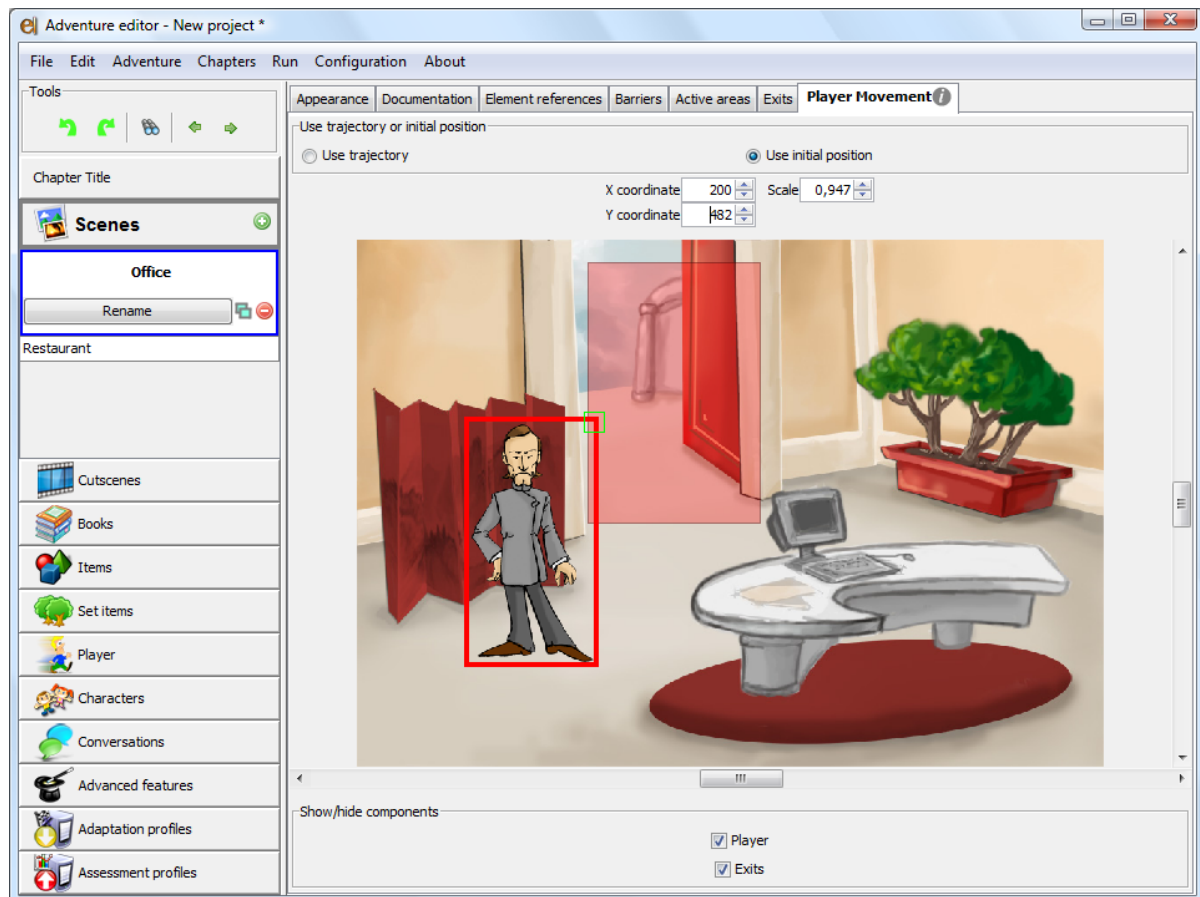 Adventure editor - New project *
File Edit Adventure Chapters Run Configuration About
Tools
Chapter Title
Scenes
Office
Rename
Restaurant
Cutscenes
Books
Items
Set items
Player
Characters
Conversations
Advanced features
Adaptation profiles
Assessment profiles
Appearance Documentation Element references Barriers Active areas Exits Player Movement i
Use trajectory or initial position
Use trajectory Use initial position
X coordinate 200 Scale 0,947
Y coordinate 482
Show/hide components
Player
Exits